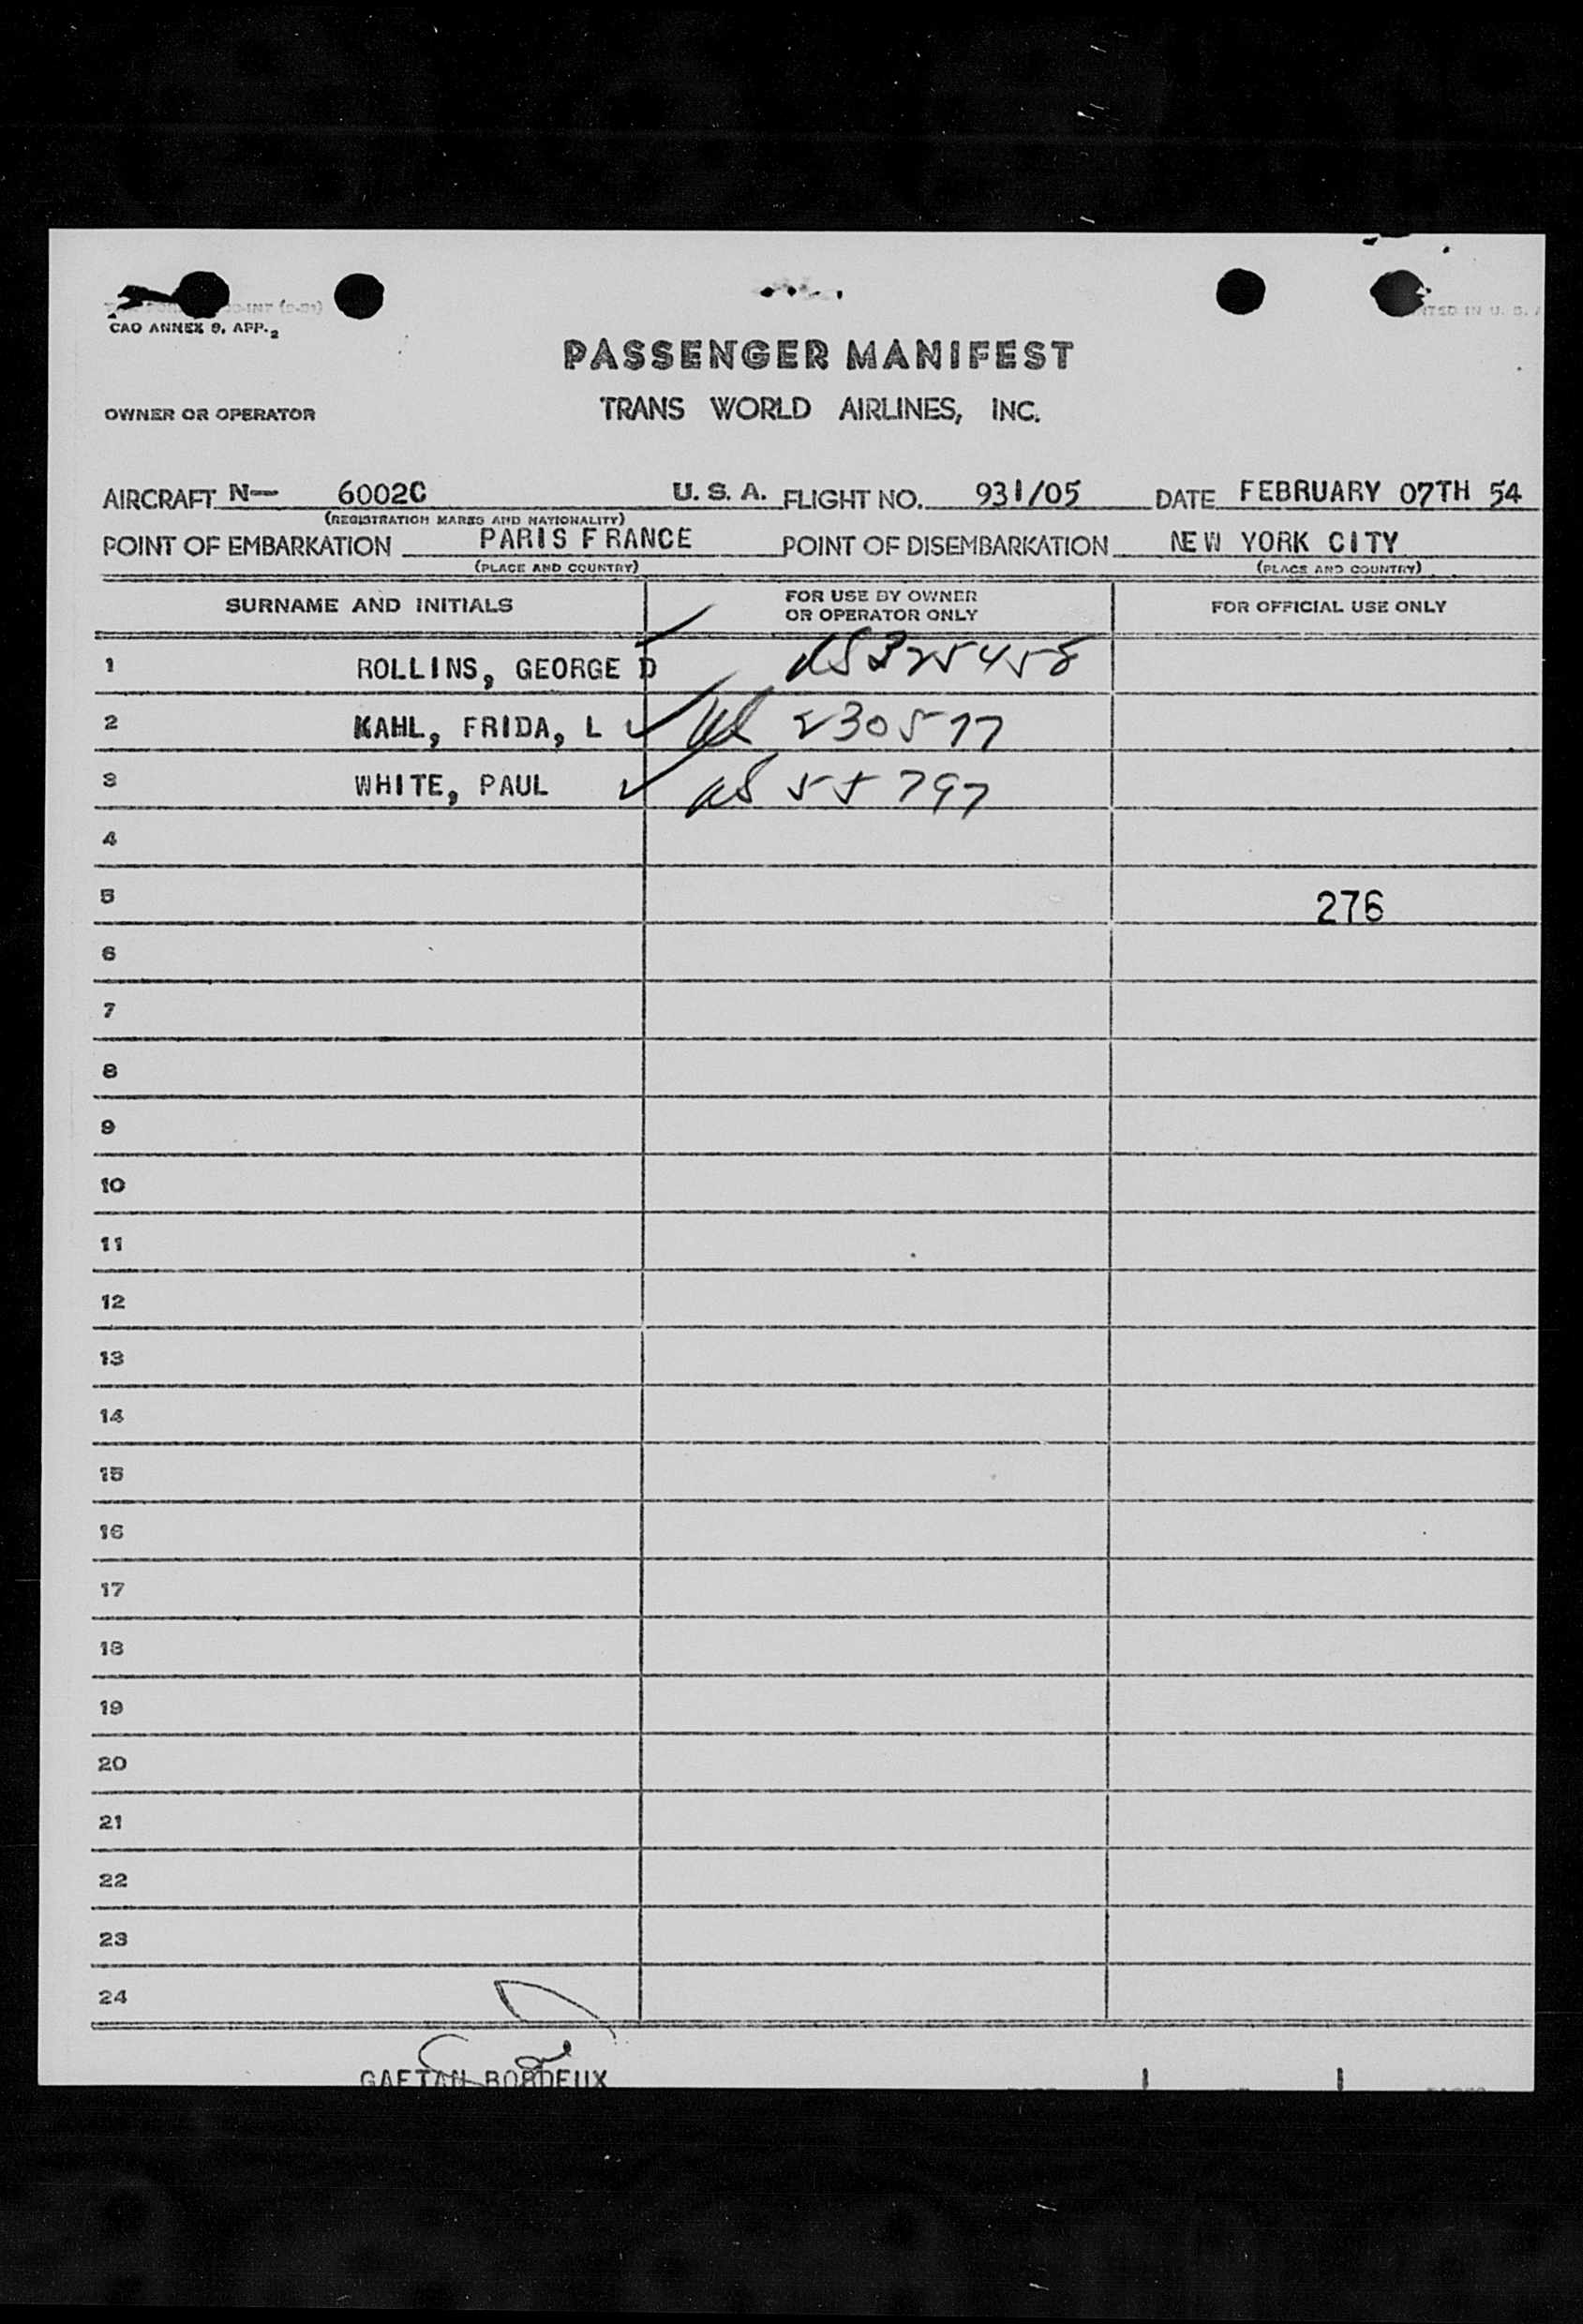 CAO ANNEX 9, APP. 2
PASSENGER MANIFEST
OWNER OR OPERATOR
TRANS WORLD AIRLINES, INC.
AIRCRAFT N— 6002C U. S. A. FLIGHT NO. 931/05 DATE FEBRUARY 07TH 54
(REGISTRATION MARKS AND NATIONALITY)
POINT OF EMBARKATION PARIS FRANCE POINT OF DISEMBARKATION NEW YORK CITY
(PLACE AND COUNTRY) (PLACE AND COUNTRY)
SURNAME AND INITIALS FOR USE BY OWNER OR OPERATOR ONLY FOR OFFICIAL USE ONLY
1 ROLLINS, GEORGE D
2 KAHL, FRIDA, L 230577
3 WHITE, PAUL 55797
4
5 276
6
7
8
9
10
11
12
13
14
15
16
17
18
19
20
21
22
23
24
GAETAN BORDEUX